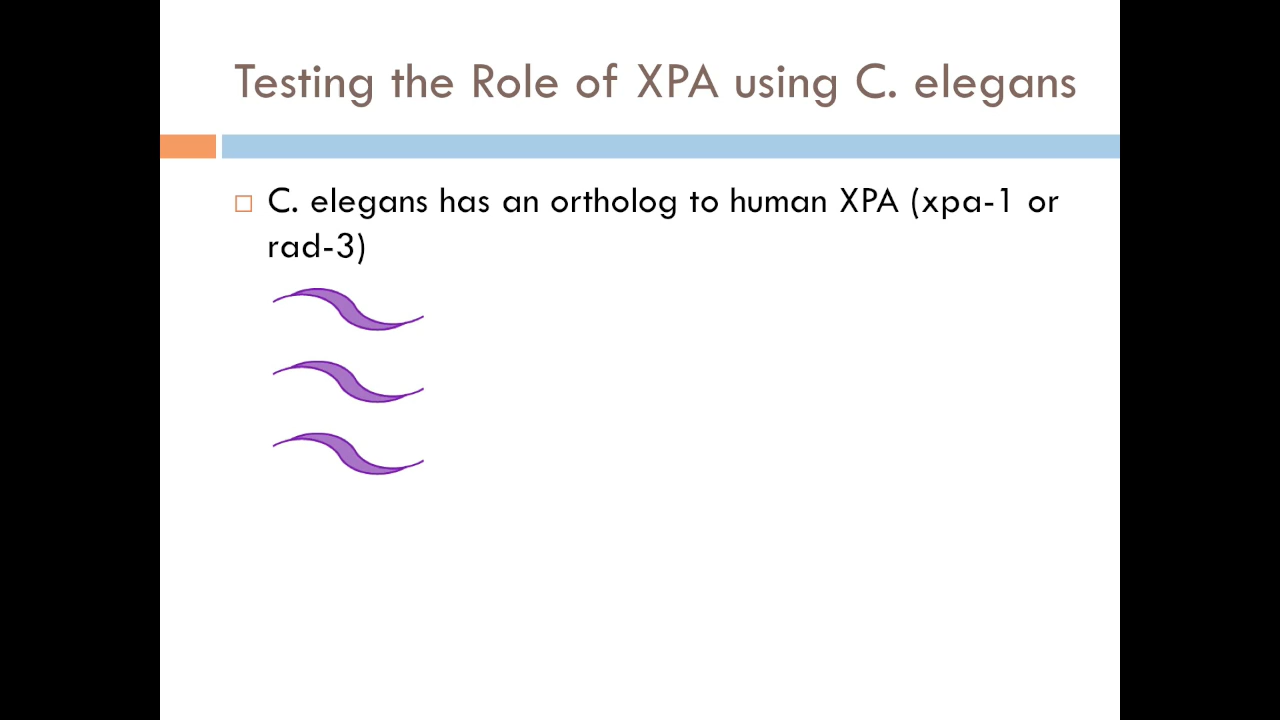 Testing the Role of XPA using C. elegans
C. elegans has an ortholog to human XPA (xpa-1 or
rad-3)